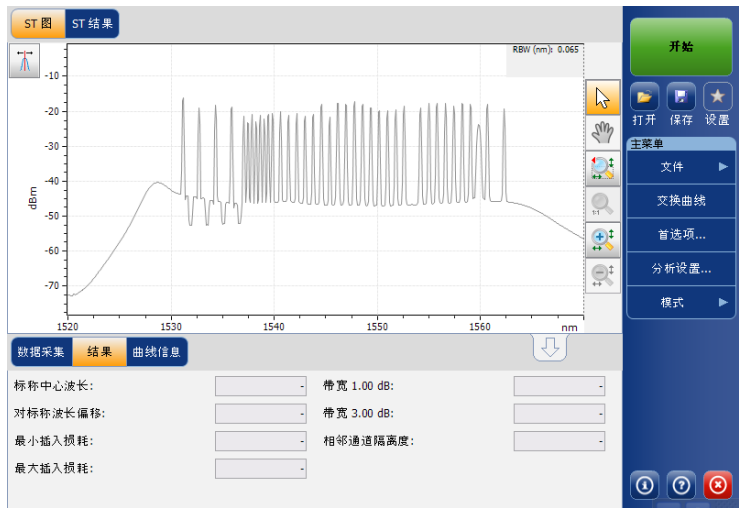 ST 图 ST 结果
RBW (nm): 0.065
-10
-20
-30
-40
-50
-60
-70
dBm
1520 1530 1540 1550 1560 nm
1:1
开始
打开 保存 设置
主菜单
文件
交换曲线
首选项...
分析设置...
模式
数据采集 结果 曲线信息
标称中心波长: - 带宽 1.00 dB: -
对标称波长偏移: - 带宽 3.00 dB: -
最小插入损耗: - 相邻通道隔离度: -
最大插入损耗: -